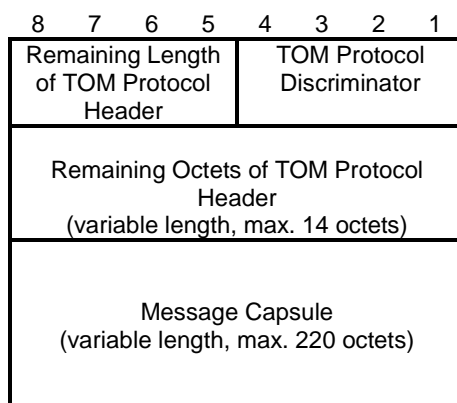 8 7 6 5 4 3 2 1
Remaining Length TOM Protocol
of TOM Protocol Discriminator
Header
Remaining Octets of TOM Protocol
Header
(variable length, max. 14 octets)
Message Capsule
(variable length, max. 220 octets)